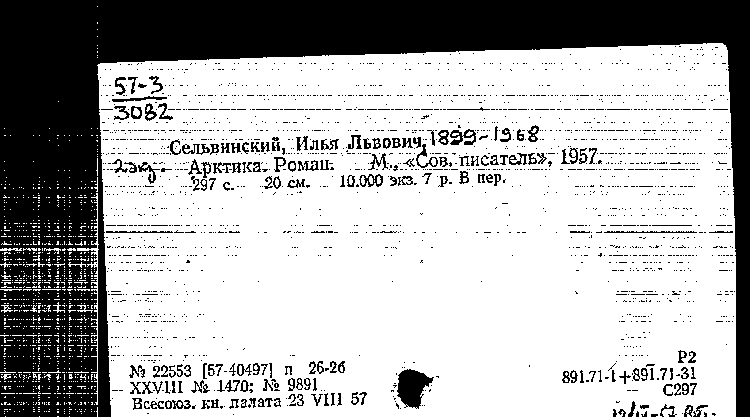 57-3
3082
Сельвинский, Илья Львович, 1899-1968
2 экз. Арктика. Роман. М., «Сов. писатель», 1957.
297 с. 20 см. 10.000 экз. 7 р. В пер.
Р2
№ 22553 [57-40497] п 26-26 891.71-1+891.71-31
XXVIII № 1470; № 9891 С297
Всесоюз. кн. палата 23 VIII 57